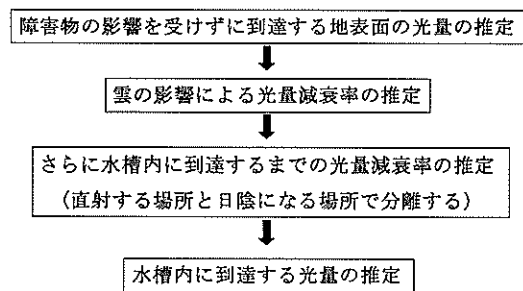 障害物の影響を受けずに到達する地表面の光量の推定
雲の影響による光量減衰率の推定
さらに水槽内に到達するまでの光量減衰率の推定
(直射する場所と日陰になる場所で分離する)
水槽内に到達する光量の推定